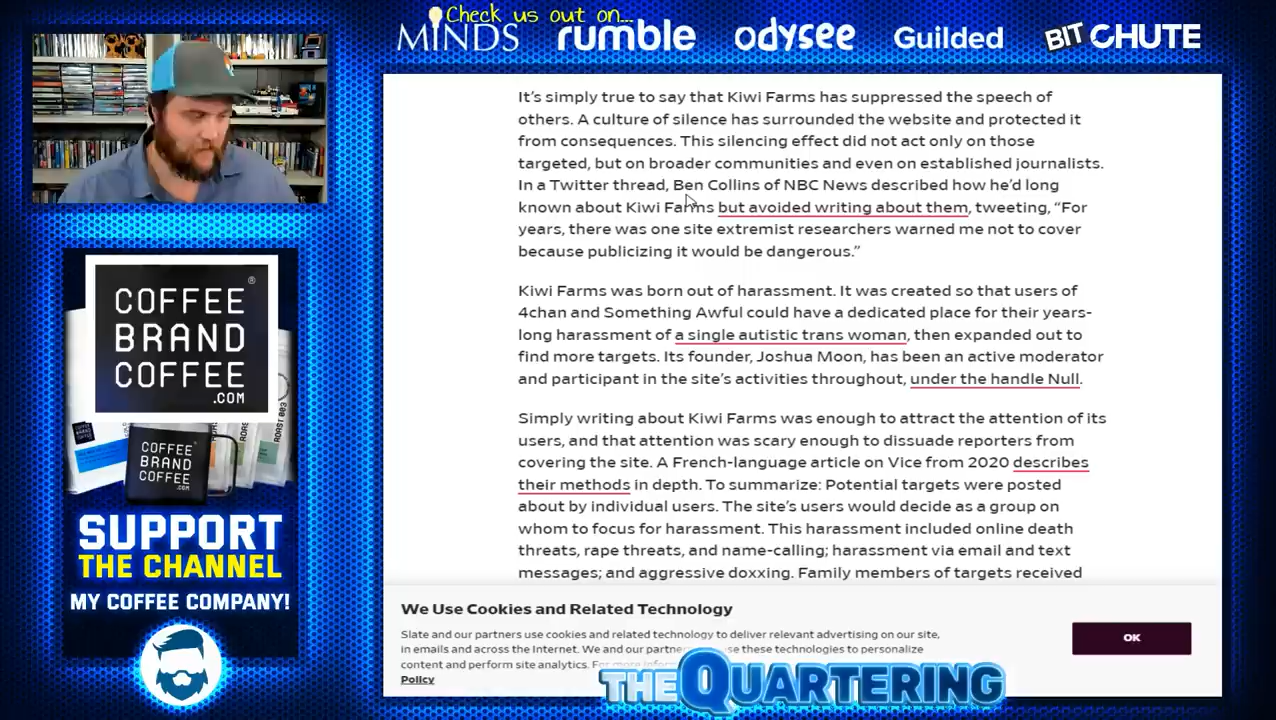 Check us out on...
MINDS rumble odysee Guilded BIT CHUTE
It's simply true to say that Kiwi Farms has suppressed the speech of
others. A culture of silence has surrounded the website and protected it
from consequences. This silencing effect did not act only on those
targeted, but on broader communities and even on established journalists.
In a Twitter thread, Ben Collins of NBC News described how he'd long
known about Kiwi Farms but avoided writing about them, tweeting, “For
years, there was one site extremist researchers warned me not to cover
because publicizing it would be dangerous.”
Kiwi Farms was born out of harassment. It was created so that users of
4chan and Something Awful could have a dedicated place for their years-
long harassment of a single autistic trans woman, then expanded out to
find more targets. Its founder, Joshua Moon, has been an active moderator
and participant in the site's activities throughout, under the handle Null.
Simply writing about Kiwi Farms was enough to attract the attention of its
users, and that attention was scary enough to dissuade reporters from
covering the site. A French-language article on Vice from 2020 describes
their methods in depth. To summarize: Potential targets were posted
about by individual users. The site's users would decide as a group on
whom to focus for harassment. This harassment included online death
threats, rape threats, and name-calling; harassment via email and text
messages; and aggressive doxxing. Family members of targets received
We Use Cookies and Related Technology
Slate and our partners use cookies and related technology to deliver relevant advertising on our site,
in emails and across the Internet. We and our partners use these technologies to personalize
content and perform site analytics. For more
Policy
OK
COFFEE
BRAND
COFFEE
.COM
®
COFFEE
BRAND
COFFEE
.COM
ROAST 003
SUPPORT
THE CHANNEL
MY COFFEE COMPANY!
THE QUARTERING